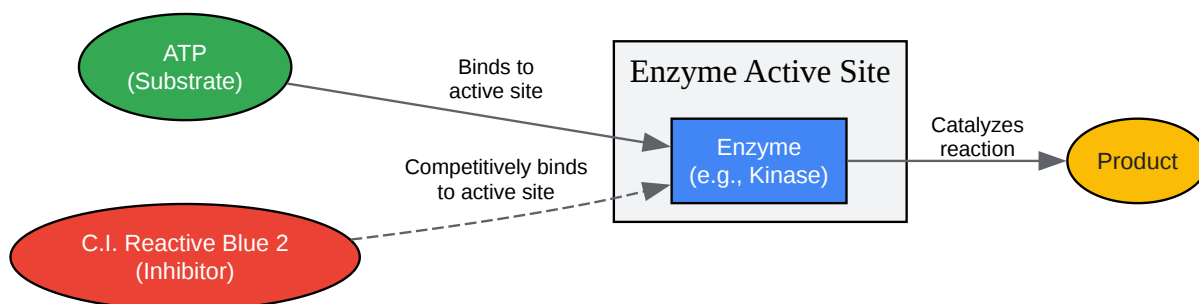 ATP
(Substrate)
Binds to
active site
Enzyme Active Site
Enzyme
(e.g., Kinase)
Catalyzes
reaction
Product
Competitively binds
to active site
C.I. Reactive Blue 2
(Inhibitor)